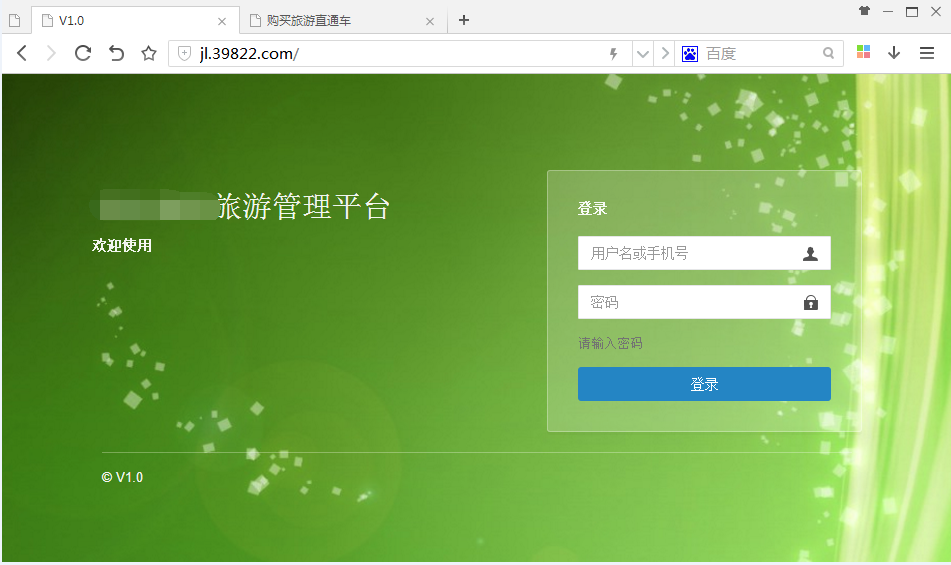 V1.0
购买旅游直通车
jl.39822.com/
百度
旅游管理平台
欢迎使用
登录
用户名或手机号
密码
请输入密码
登录
© V1.0